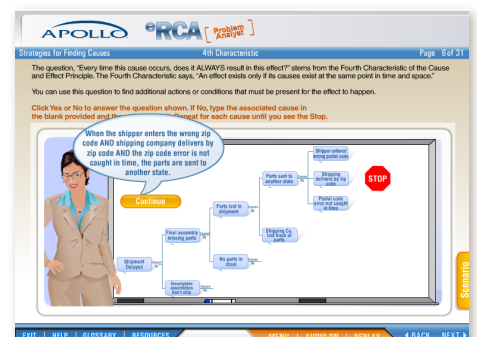 APOLLO eRCA [ Problem Analyst ]
Strategies for Finding Causes 4th Characteristic Page 6 of 31
The question, "Every time this cause occurs, does it ALWAYS result in this effect?" stems from the Fourth Characteristic of the Cause
and Effect Principle. The Fourth Characteristic says, "An effect exists only if its causes exist at the same point in time and space."
You can use this question to find additional actions or conditions that must be present for the effect to happen.
Click Yes or No to answer the question shown. If No, type the associated cause in
the blank provided and the Repeat for each cause until you see the Stop.
When the shipper enters the wrong zip
code AND shipping company delivers by
zip code AND the zip code error is not
caught in time, the parts are sent to
another state.
Continue
Shipment
Delayed
Final assembly
missing parts
Incomplete
assemblies
don't ship
Parts lost in
shipment
No parts in
stock
Parts sent to
another state
Shipping Co.
lost track of
parts
Shipper entered
wrong postal code
Shipping
delivers by zip
code
Postal code
error not caught
in time
STOP
Scenario
EXIT | HELP | GLOSSARY | RESOURCES MENU | AUDIO ON | REPLAY BACK NEXT